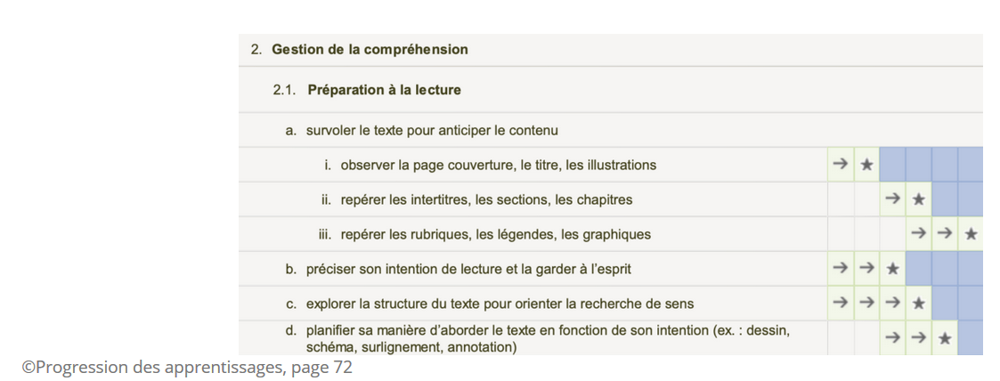 2. Gestion de la compréhension
2.1. Préparation à la lecture
a. survoler le texte pour anticiper le contenu
i. observer la page couverture, le titre, les illustrations → ★
ii. repérer les intertitres, les sections, les chapitres → ★
iii. repérer les rubriques, les légendes, les graphiques → → ★
b. préciser son intention de lecture et la garder à l’esprit → → ★
c. explorer la structure du texte pour orienter la recherche de sens → → → ★
d. planifier sa manière d’aborder le texte en fonction de son intention (ex. : dessin, → → ★
schéma, surlignement, annotation)
©Progression des apprentissages, page 72